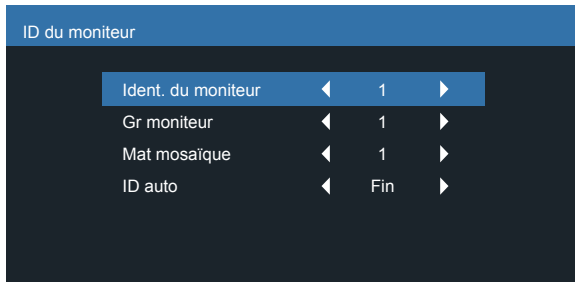 ID du moniteur
Ident. du moniteur 1
Gr moniteur 1
Mat mosaïque 1
ID auto Fin